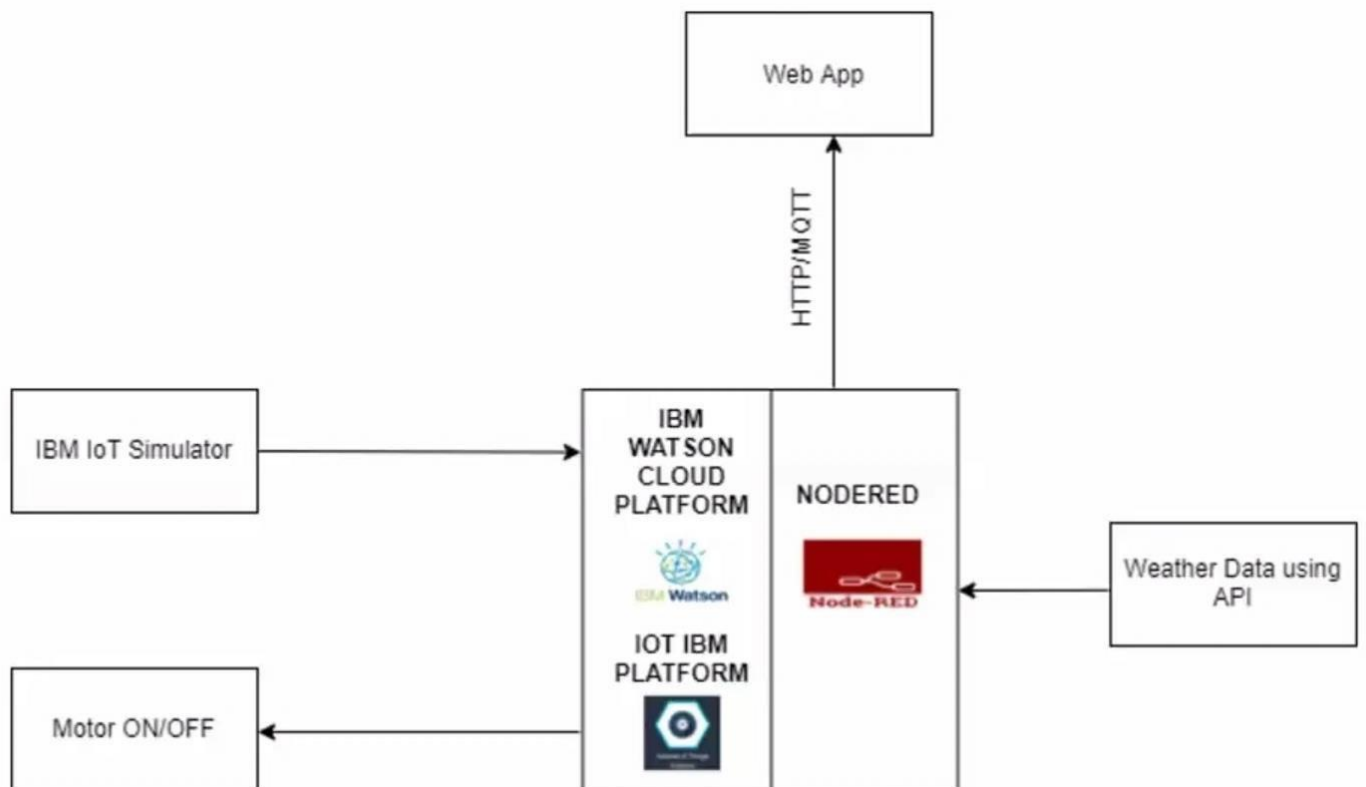 Web App
HTTP/MQTT
IBM IoT Simulator
IBM
WATSON
CLOUD
PLATFORM
IBM Watson
IOT IBM
PLATFORM
NODERED
Node-RED
Weather Data using
API
Motor ON/OFF